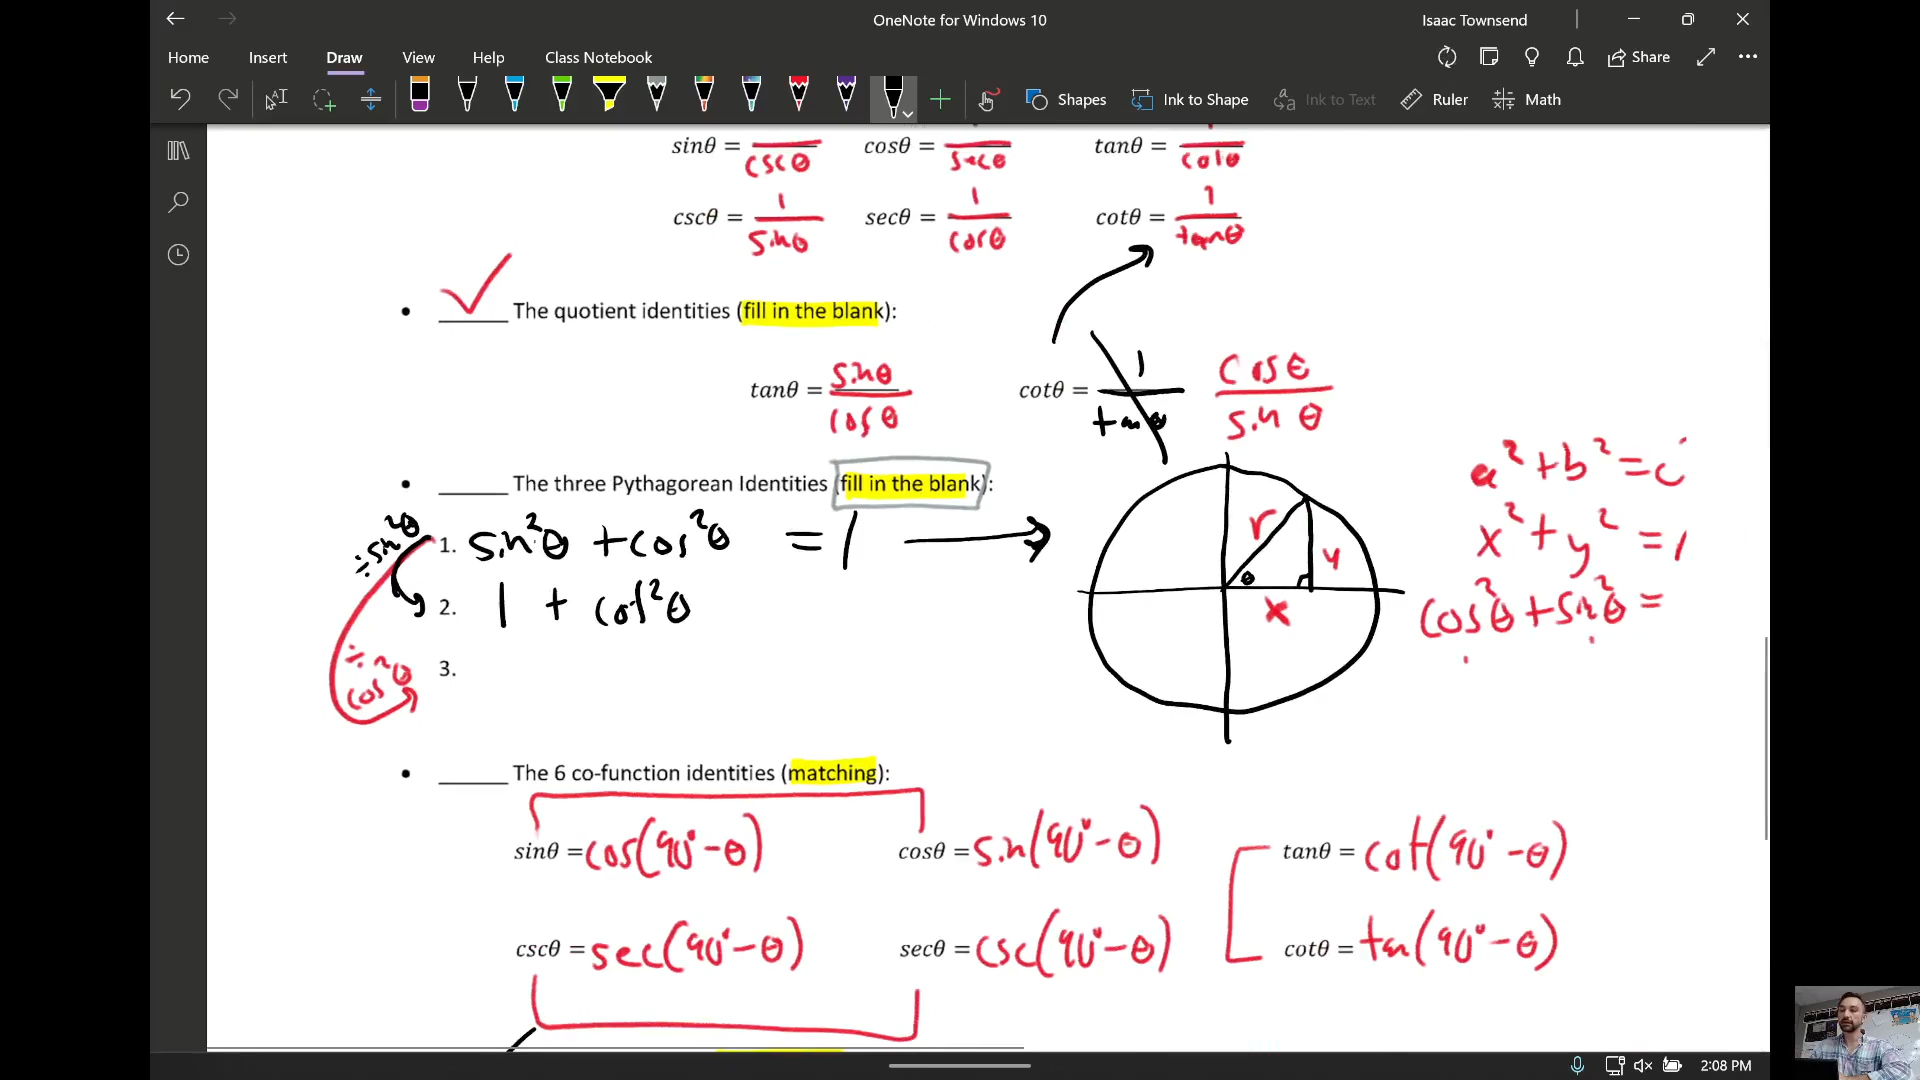 OneNote for Windows 10
Isaac Townsend
Home Insert Draw View Help Class Notebook
Share
Shapes
Ink to Shape
Ink to Text
Ruler
Math
sinθ = ― cscθ cosθ = ― secθ tanθ = ― cotθ
cscθ = 1/sinθ secθ = 1/cosθ cotθ = 1/tanθ
• ______ The quotient identities (fill in the blank):
tanθ = sinθ/cosθ cotθ = 1/tanθ cosθ/sinθ
• ______ The three Pythagorean Identities (fill in the blank):
÷sin²θ
1. sin²θ + cos²θ = 1
2. 1 + cot²θ
÷cos²θ
3.
r
θ
y
x
a² + b² = c
x² + y² = 1
cos²θ + sin²θ =
• ______ The 6 co-function identities (matching):
sinθ = cos(90° - θ) cosθ = sin(90° - θ) tanθ = cot(90° - θ)
cscθ = sec(90° - θ) secθ = csc(90° - θ) cotθ = tan(90° - θ)
2:08 PM